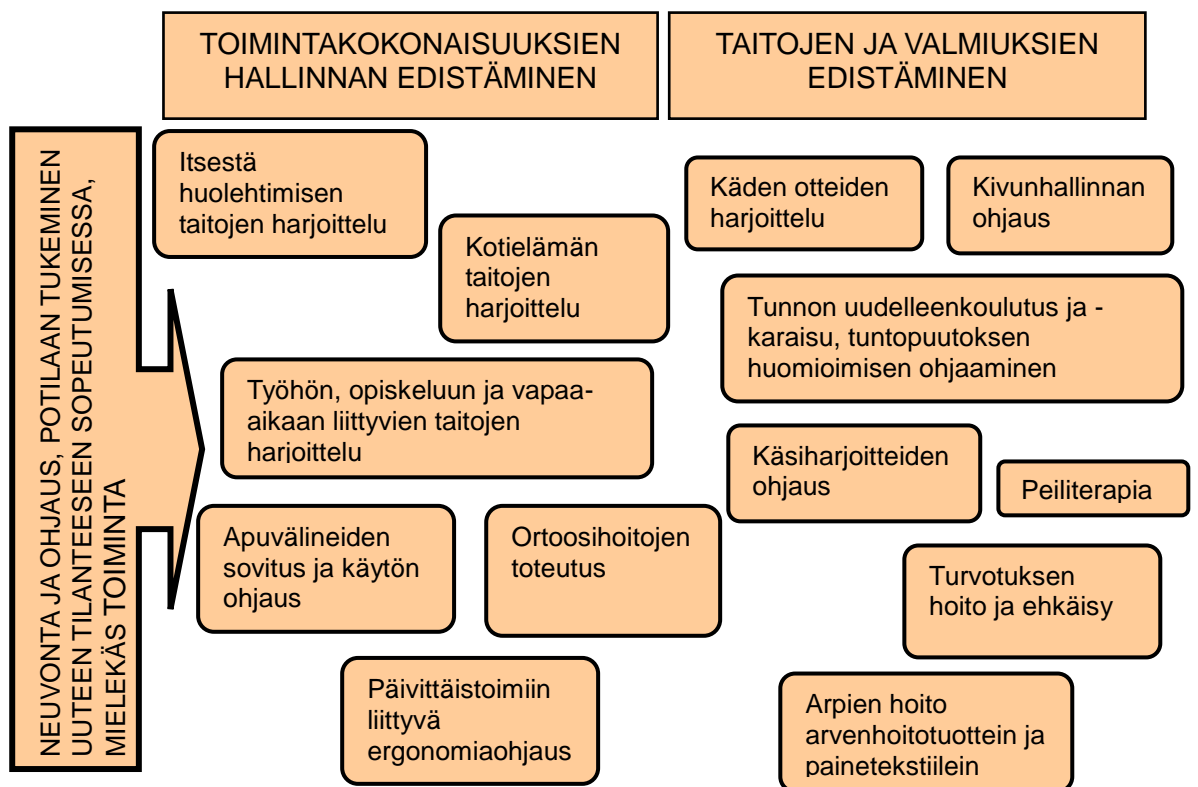 TOIMINTAKOKONAISUUKSIEN
HALLINNAN EDISTÄMINEN
TAITOJEN JA VALMIUKSIEN
EDISTÄMINEN
NEUVONTA JA OHJAUS, POTILAAN TUKEMINEN
UUTEEN TILANTEESEEN SOPEUTUMISESSA,
MIELEKÄS TOIMINTA
Itsestä
huolehtimisen
taitojen harjoittelu
Kotielämän
taitojen
harjoittelu
Työhön, opiskeluun ja vapaa-
aikaan liittyvien taitojen
harjoittelu
Apuvälineiden
sovitus ja käytön
ohjaus
Ortoosihoitojen
toteutus
Päivittäistoimiin
liittyvä
ergonomiaohjaus
Käden otteiden
harjoittelu
Kivunhallinnan
ohjaus
Tunnon uudelleenkoulutus ja -
karaisu, tuntopuutoksen
huomioimisen ohjaaminen
Käsiharjoitteiden
ohjaus
Peiliterapia
Turvotuksen
hoito ja ehkäisy
Arpien hoito
arvenhoitotuottein ja
painetekstiilein